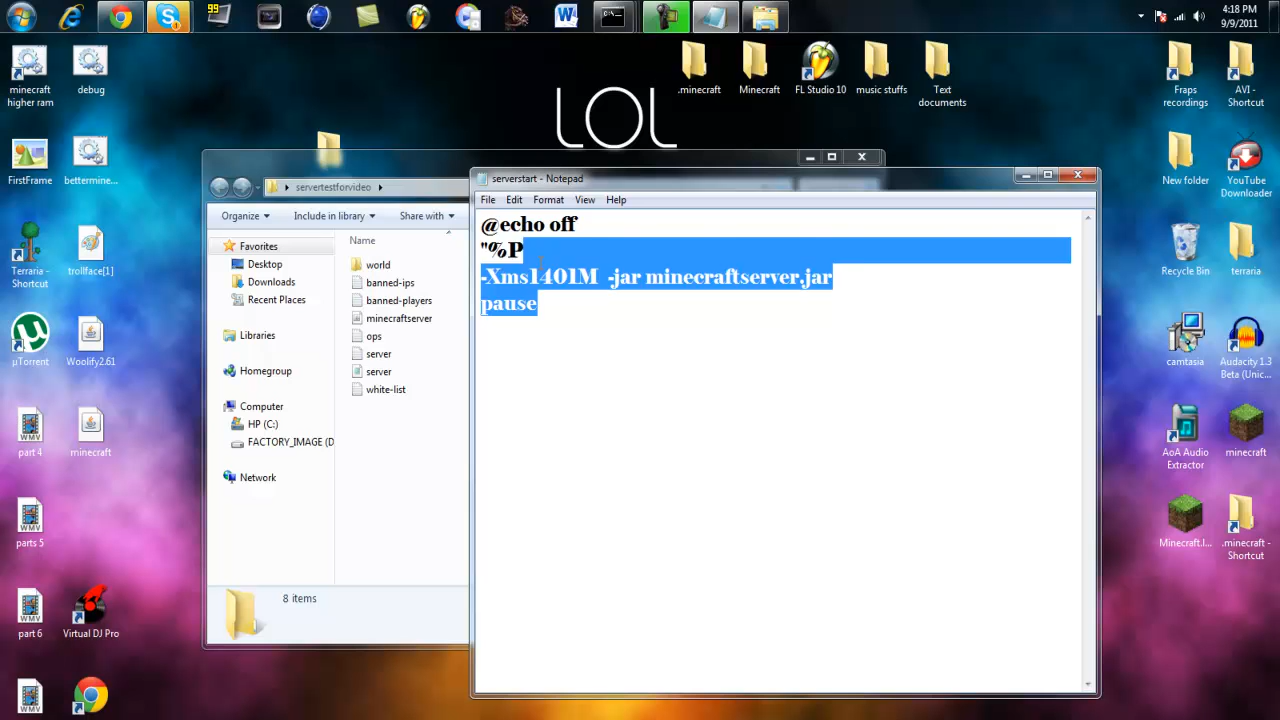 99
4:18 PM
9/9/2011
minecraft higher ram
debug
.minecraft
Minecraft
FL Studio 10
music stuffs
Text documents
Fraps recordings
AVI - Shortcut
LOL
FirstFrame
bettermine...
New folder
YouTube Downloader
servertestforvideo
serverstart - Notepad
File Edit Format View Help
Organize
Include in library
Share with
@echo off
"%P
-Xms1401M -jar minecraftserver.jar
pause
Name
Favorites
Desktop
Downloads
Recent Places
Libraries
Homegroup
Computer
HP (C:)
FACTORY_IMAGE (D
Network
world
banned-ips
banned-players
minecraftserver
ops
server
server
white-list
8 items
Terraria - Shortcut
trollface[1]
Recycle Bin
terraria
µTorrent
Woolify2.61
camtasia
Audacity 1.3 Beta (Unic...
part 4
minecraft
AoA Audio Extractor
minecraft
parts 5
Minecraft.l...
.minecraft - Shortcut
part 6
Virtual DJ Pro
WMV
WMV
WMV
WMV